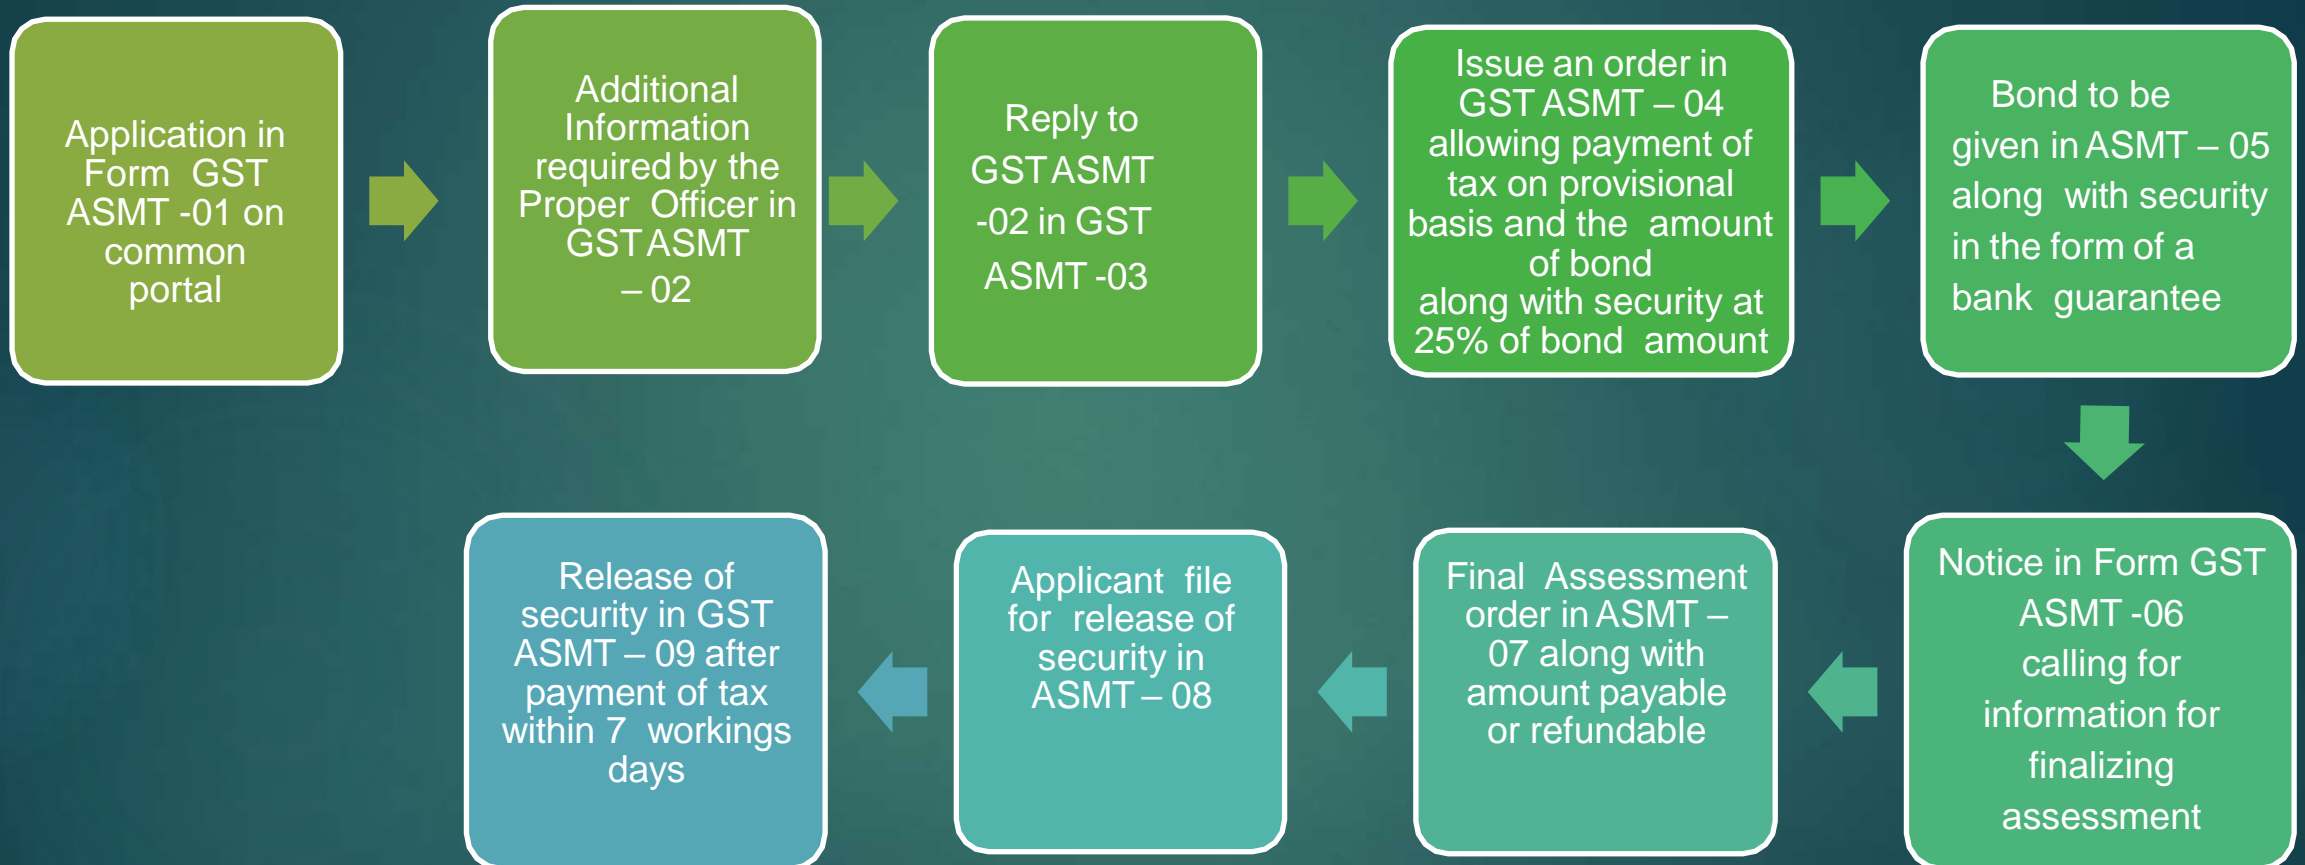 Application in
Form GST
ASMT -01 on
common
portal
Additional
Information
required by the
Proper Officer in
GST ASMT
– 02
Reply to
GST ASMT
-02 in GST
ASMT -03
Issue an order in
GST ASMT – 04
allowing payment of
tax on provisional
basis and the amount
of bond
along with security at
25% of bond amount
Bond to be
given in ASMT – 05
along with security
in the form of a
bank guarantee
Notice in Form GST
ASMT -06
calling for
information for
finalizing
assessment
Final Assessment
order in ASMT –
07 along with
amount payable
or refundable
Applicant file
for release of
security in
ASMT – 08
Release of
security in GST
ASMT – 09 after
payment of tax
within 7 workings
days